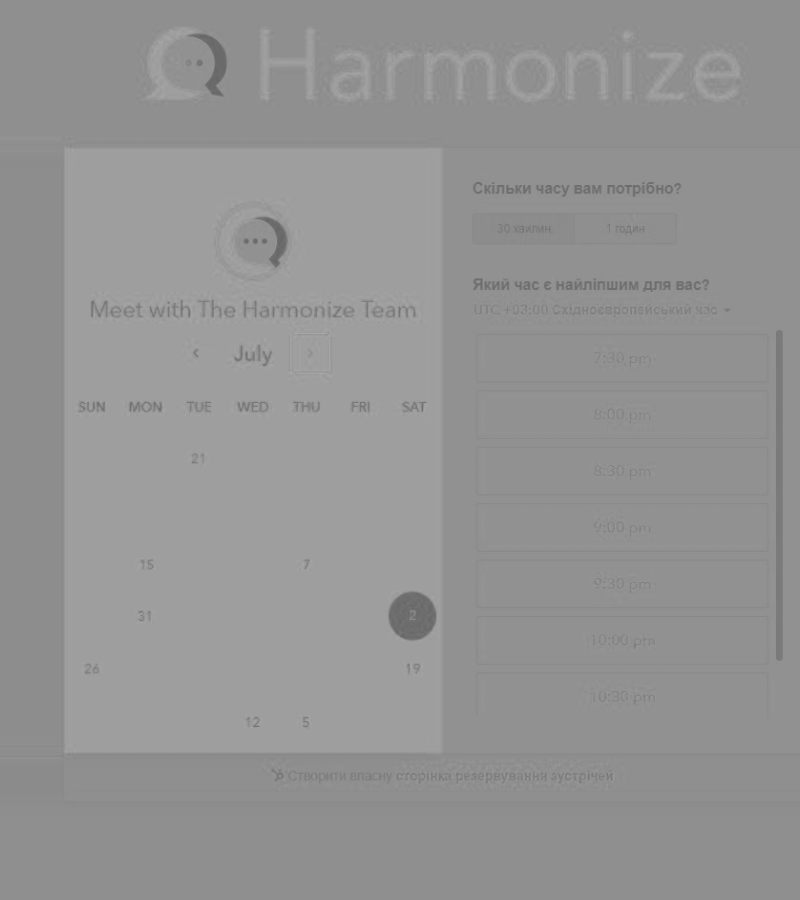 Harmonize
Meet with The Harmonize Team
July
SUN MON TUE WED THU FRI SAT
21
15 7
31 2
26 19
12 5
Скільки часу вам потрібно?
30 хвилин 1 годин
Який час є найліпшим для вас?
UTC +03:00 Східноєвропейський час
7:30 pm
8:00 pm
8:30 pm
9:00 pm
9:30 pm
10:00 pm
10:30 pm
Створити власну сторінка резервування зустрічей